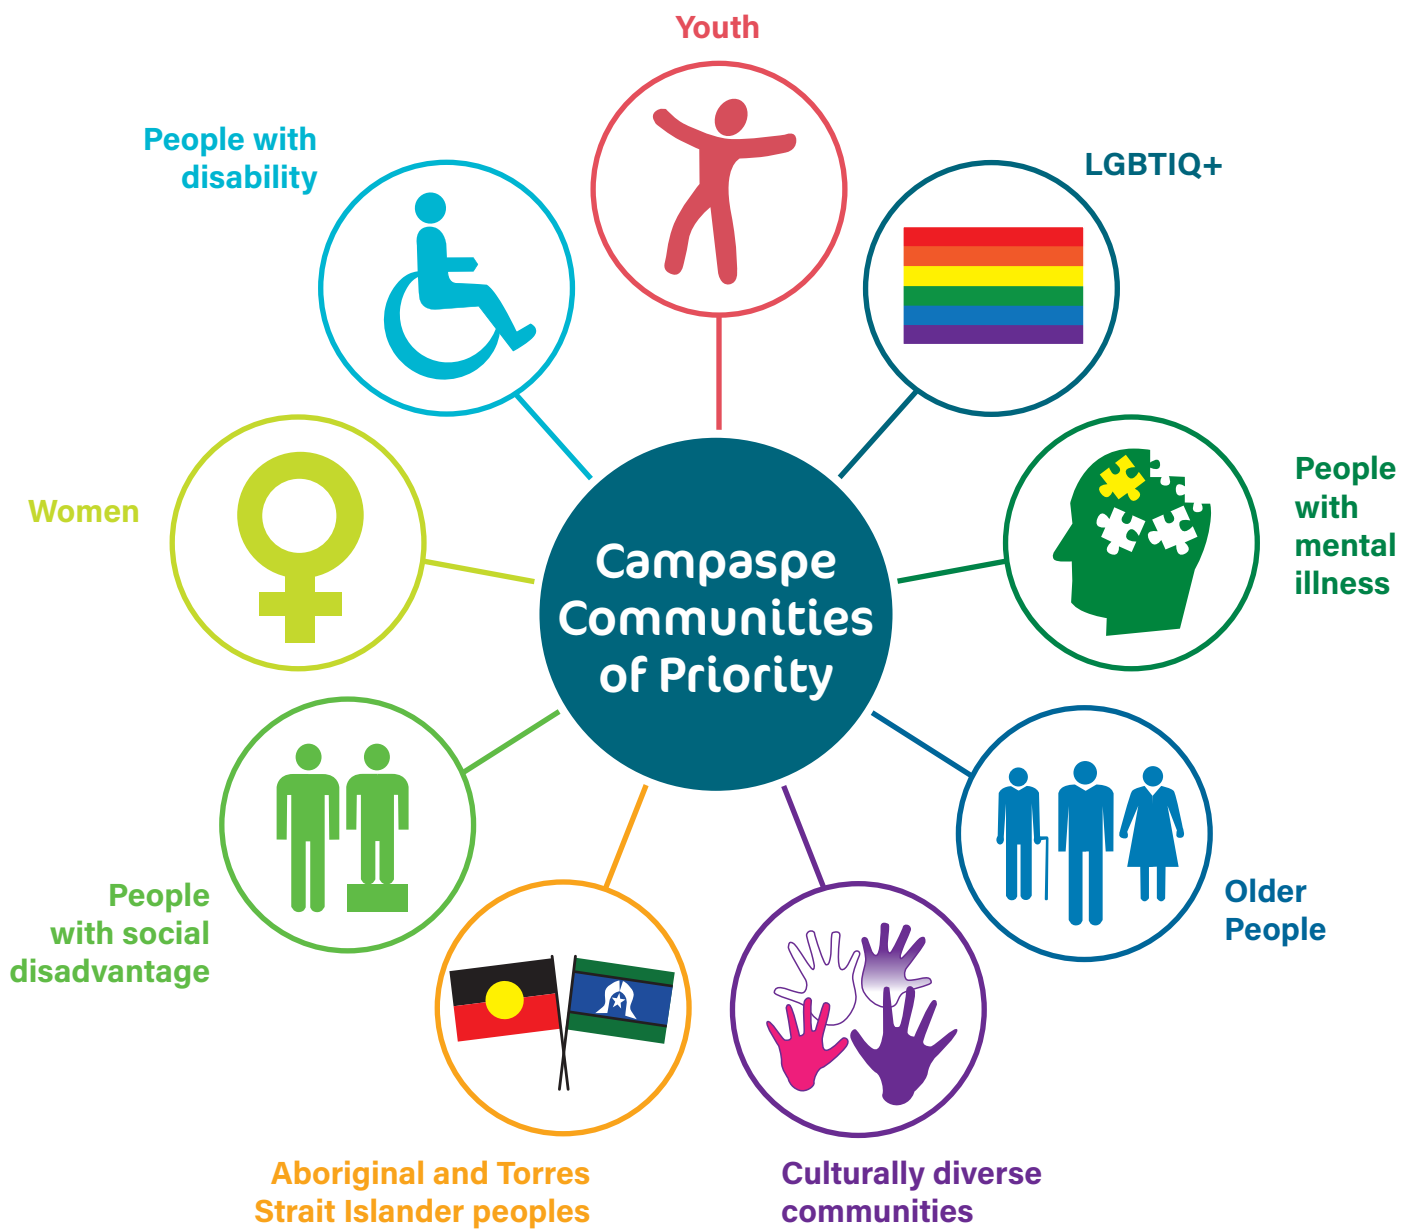 Youth
People with
disability
LGBTIQ+
People
with
mental
illness
Women
Campaspe
Communities
of Priority
People
with social
disadvantage
Older
People
Aboriginal and Torres
Strait Islander peoples
Culturally diverse
communities